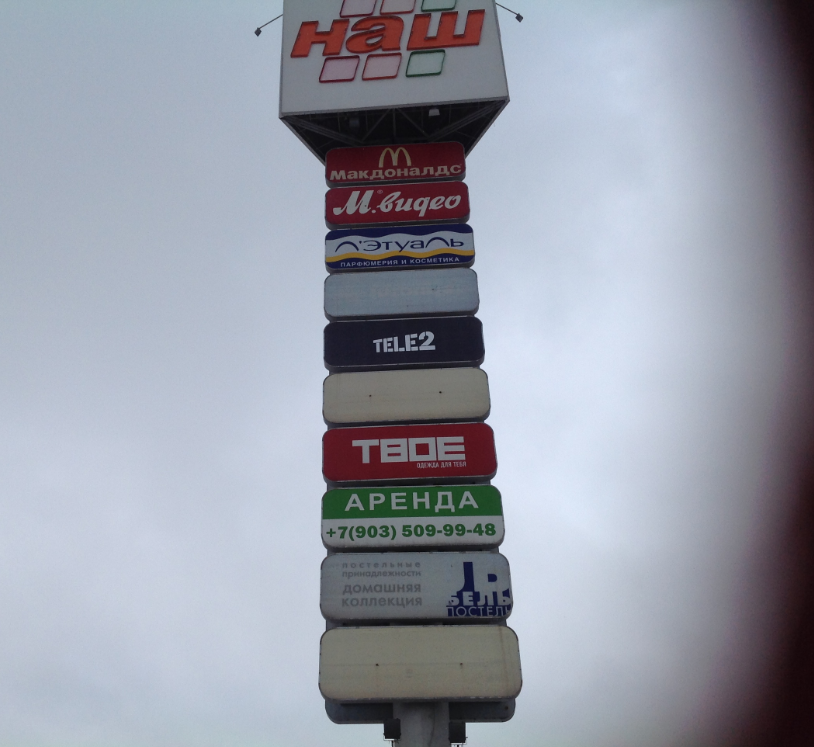 наш
Макдоналдс
М.видео
Л'Этуаль
ПАРФЮМЕРИЯ И КОСМЕТИКА
TELE2
ТВОЕ
ОДЕЖДА ДЛЯ ТЕБЯ
АРЕНДА
+7(903) 509-99-48
постельные
принадлежности
домашняя
коллекция